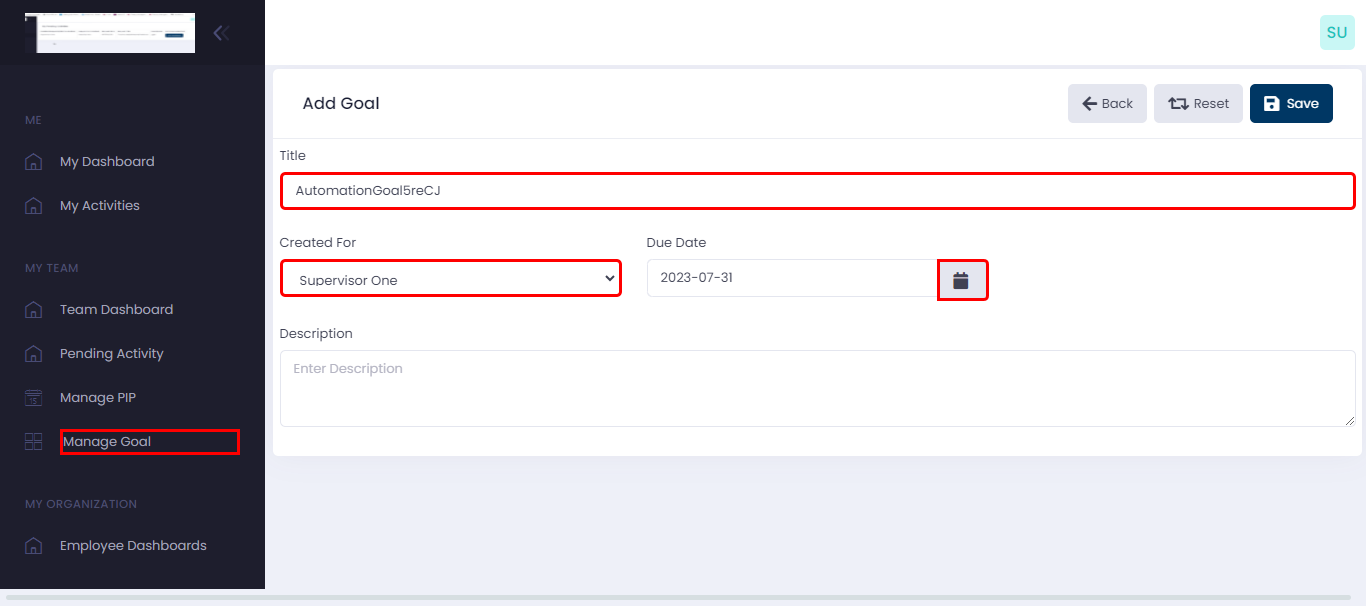 SU
ME
My Dashboard
My Activities
MY TEAM
Team Dashboard
Pending Activity
Manage PIP
15
Manage Goal
MY ORGANIZATION
Employee Dashboards
Add Goal
Back Reset Save
Title
AutomationGoal5reCJ
Created For Due Date
Supervisor One 2023-07-31
Description
Enter Description